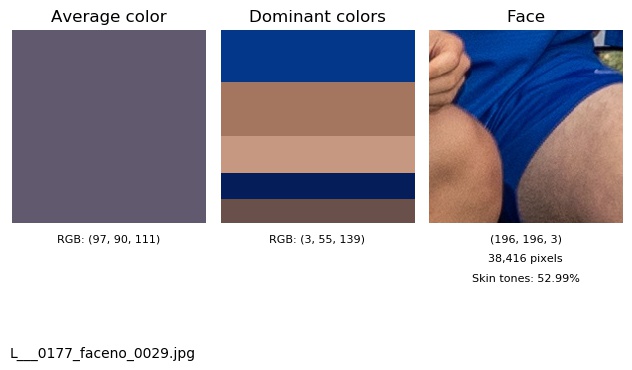 Average color
Dominant colors
Face
RGB: (97, 90, 111)
RGB: (3, 55, 139)
(196, 196, 3)
38,416 pixels
Skin tones: 52.99%
L___0177_faceno_0029.jpg